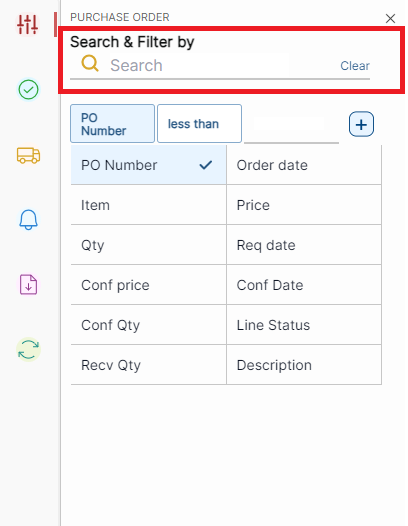 PURCHASE ORDER
Search & Filter by
Search Clear
PO
Number
less than
PO Number Order date
Item Price
Qty Req date
Conf price Conf Date
Conf Qty Line Status
Recv Qty Description